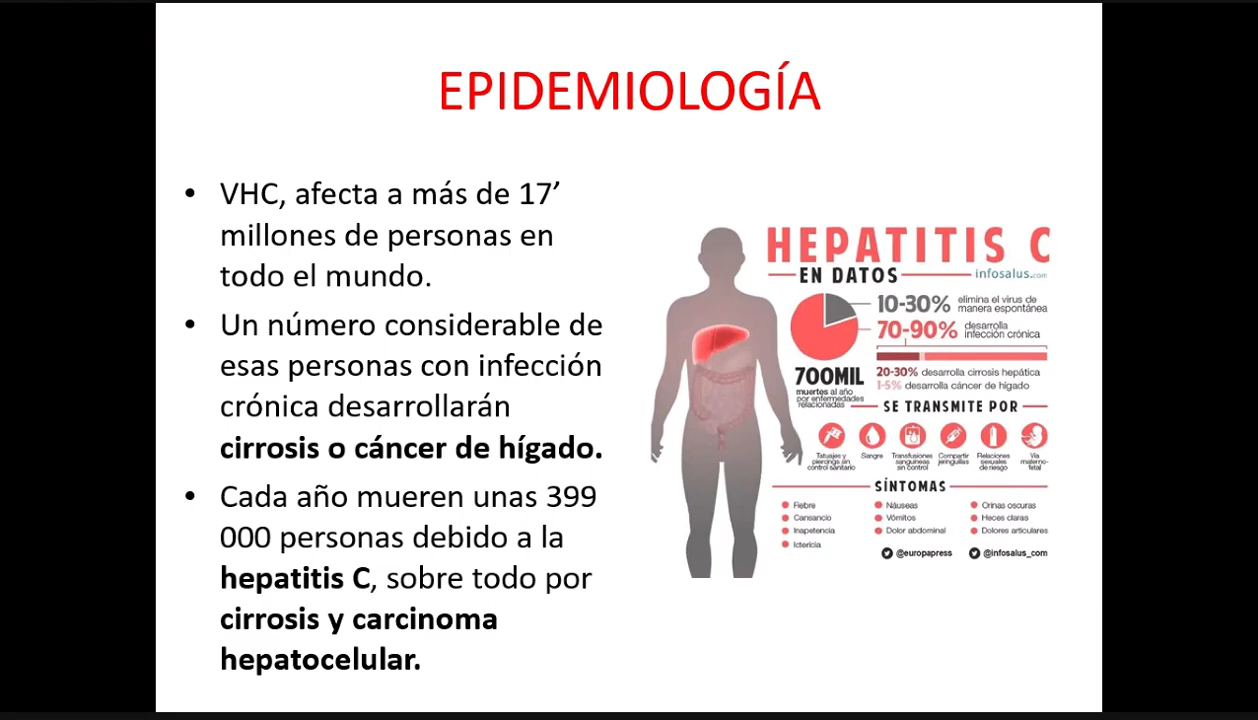 EPIDEMIOLOGÍA
• VHC, afecta a más de 17’
millones de personas en
todo el mundo.
• Un número considerable de
esas personas con infección
crónica desarrollarán
cirrosis o cáncer de hígado.
• Cada año mueren unas 399
000 personas debido a la
hepatitis C, sobre todo por
cirrosis y carcinoma
hepatocelular.
HEPATITIS C
EN DATOS
infosalus.com
10-30% elimina el virus de
manera espontánea
70-90% desarrolla
infección crónica
20-30% desarrolla cirrosis hepática
1-5% desarrolla cáncer de hígado
700MIL
muertes al año
por enfermedades
relacionadas
SE TRANSMITE POR
Tatuajes y
piercings sin
control sanitario
Sangre
Transfusiones
sanguíneas
sin control
Compartir
jeringuillas
Relaciones
sexuales
de riesgo
Vía
materno-
fetal
SÍNTOMAS
Fiebre
Cansancio
Inapetencia
Ictericia
Náuseas
Vómitos
Dolor abdominal
Orinas oscuras
Heces claras
Dolores articulares
@europapress @infosalus_com